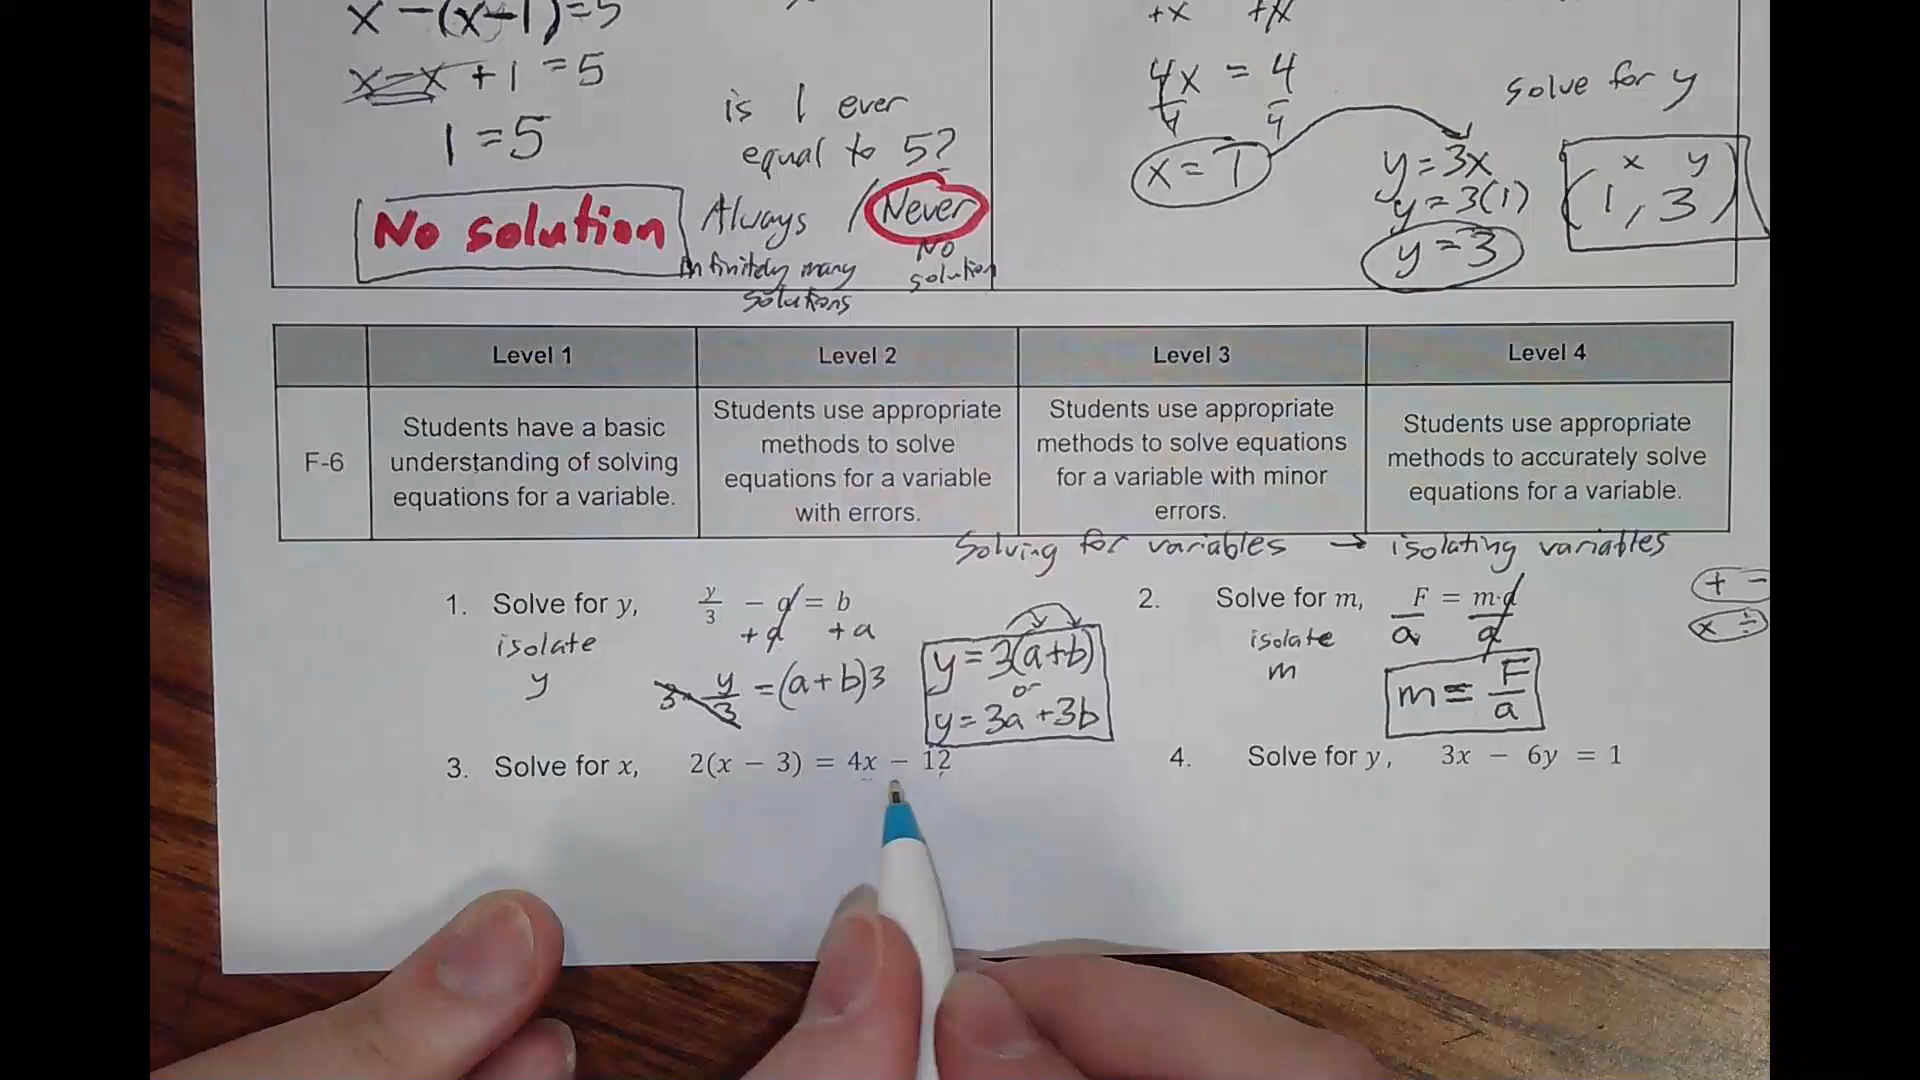 x - (x-1) = 5
x - x + 1 = 5
1 = 5
is 1 ever
equal to 5?
Always / Never
No solution
Infinitely many
solutions
No
solution
+x +x
4x = 4
4 4
x = 1
solve for y
y = 3x
y = 3(1)
y = 3
x y
(1, 3)
Level 1
Level 2
Level 3
Level 4
F-6
Students have a basic
understanding of solving
equations for a variable.
Students use appropriate
methods to solve
equations for a variable
with errors.
Students use appropriate
methods to solve equations
for a variable with minor
errors.
Students use appropriate
methods to accurately solve
equations for a variable.
Solving for variables → isolating variables
1. Solve for y, y/3 - a = b
+a +a
isolate
y
3 · y/3 = (a+b)3
y = 3(a+b)
or
y = 3a + 3b
2. Solve for m, F = m·a
a a
isolate
m
m = F/a
+ -
× ÷
3. Solve for x, 2(x - 3) = 4x - 12
4. Solve for y, 3x - 6y = 1